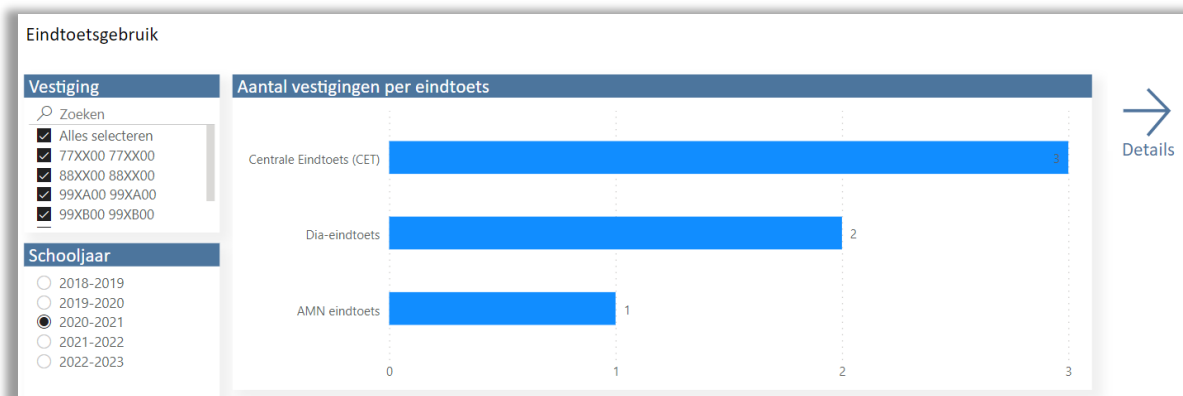 Eindtoetsgebruik
Vestiging
Zoeken
Alles selecteren
77XX00 77XX00
88XX00 88XX00
99XA00 99XA00
99XB00 99XB00
Schooljaar
2018-2019
2019-2020
2020-2021
2021-2022
2022-2023
Aantal vestigingen per eindtoets
Centrale Eindtoets (CET) 3
Dia-eindtoets 2
AMN eindtoets 1
0 1 2 3
Details